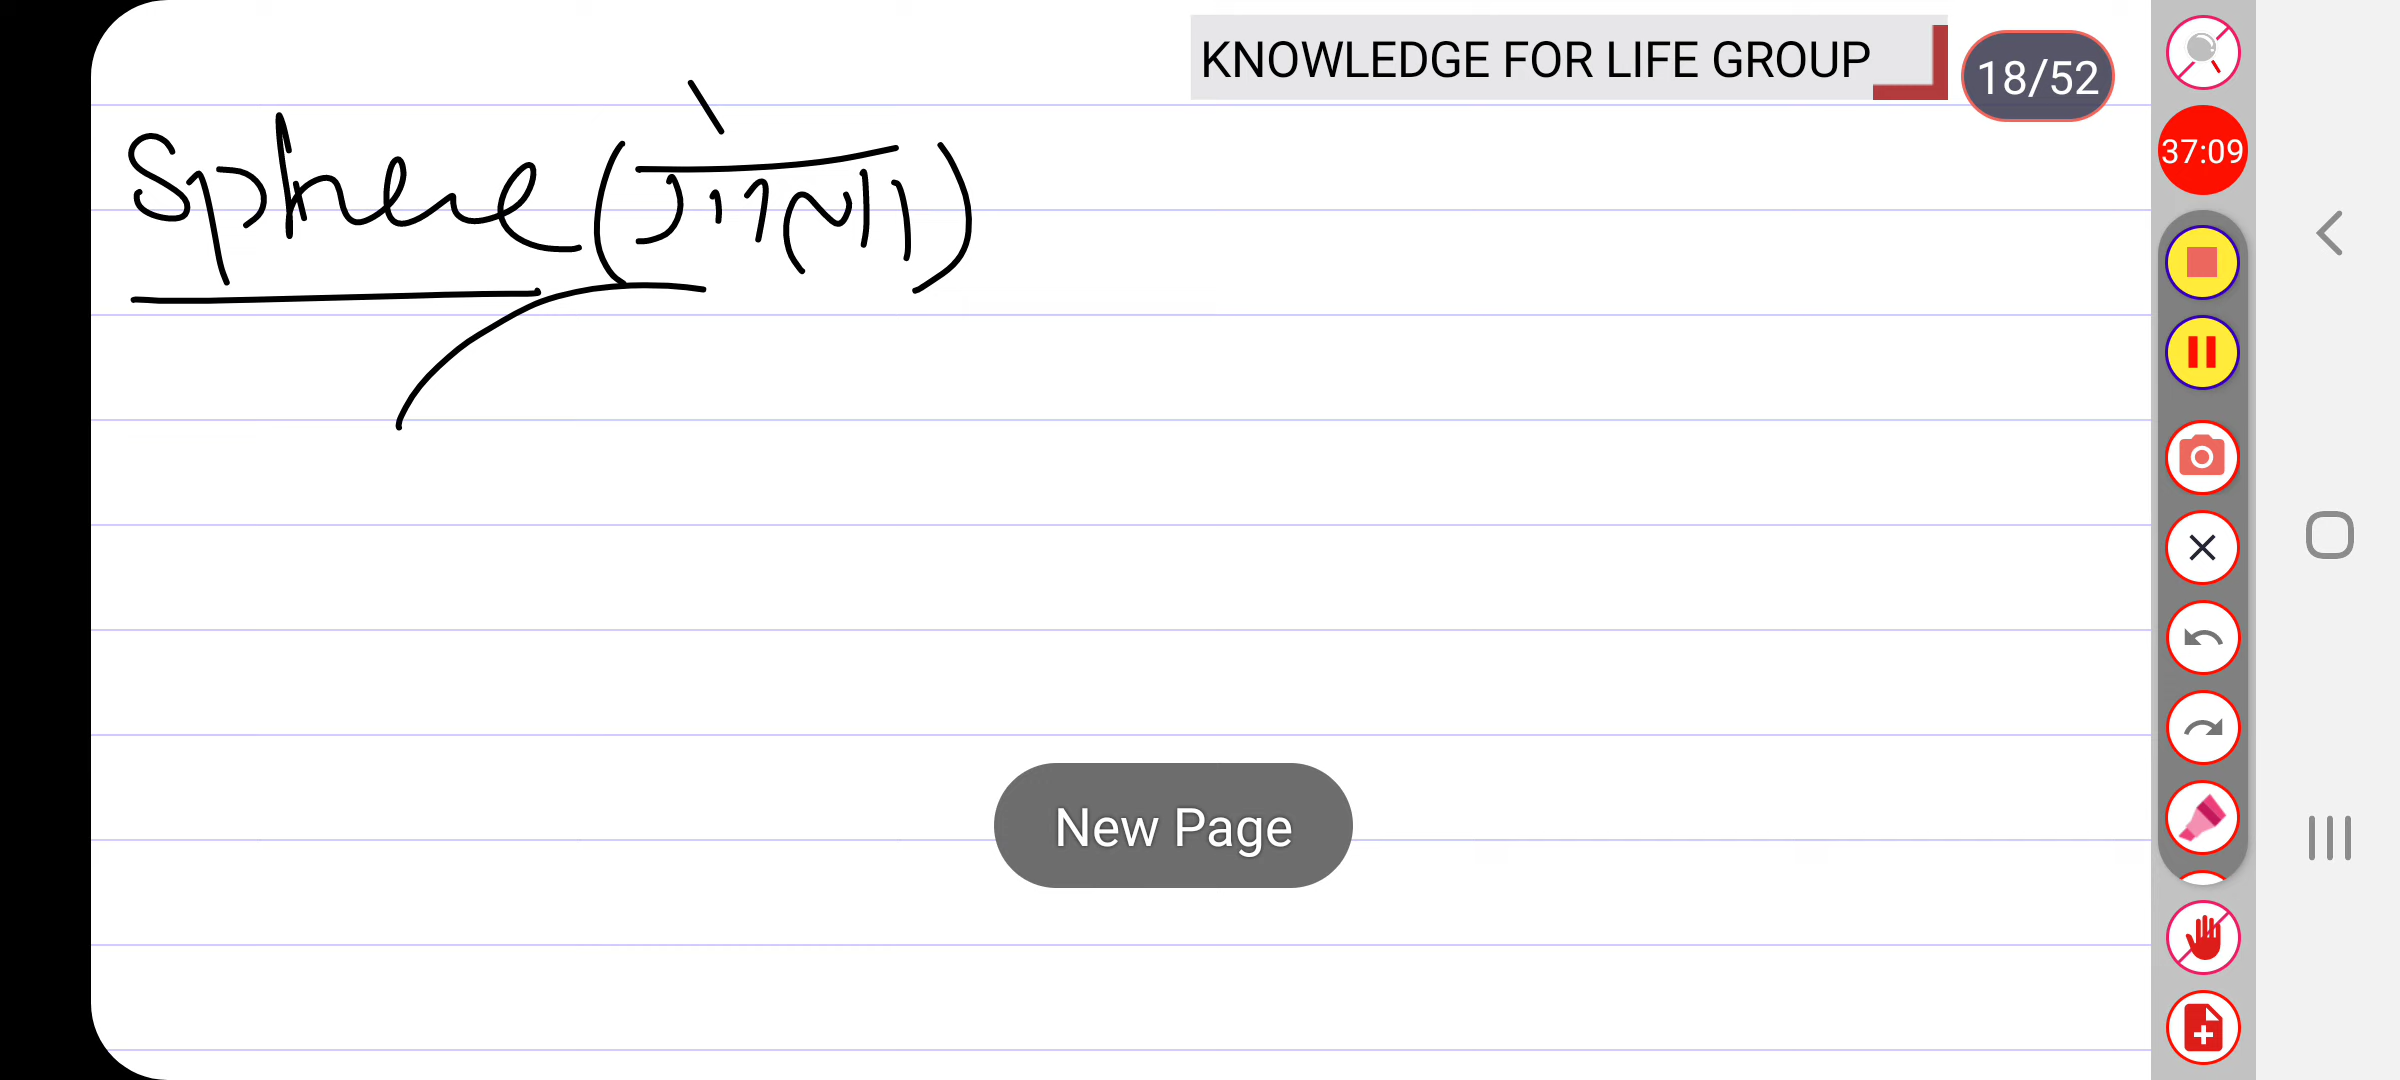 KNOWLEDGE FOR LIFE GROUP
18/52
37:09
Sphere (गोला)
New Page